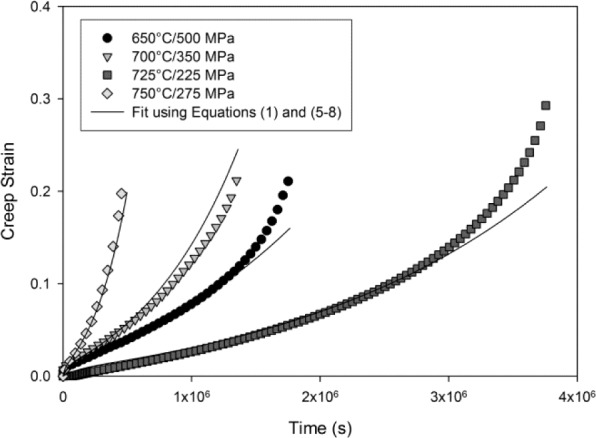 0.4
650°C/500 MPa
700°C/350 MPa
725°C/225 MPa
750°C/275 MPa
Fit using Equations (1) and (5-8)
0.3
0.2
0.1
0.0
Creep Strain
0
1x10⁶
2x10⁶
3x10⁶
4x10⁶
Time (s)